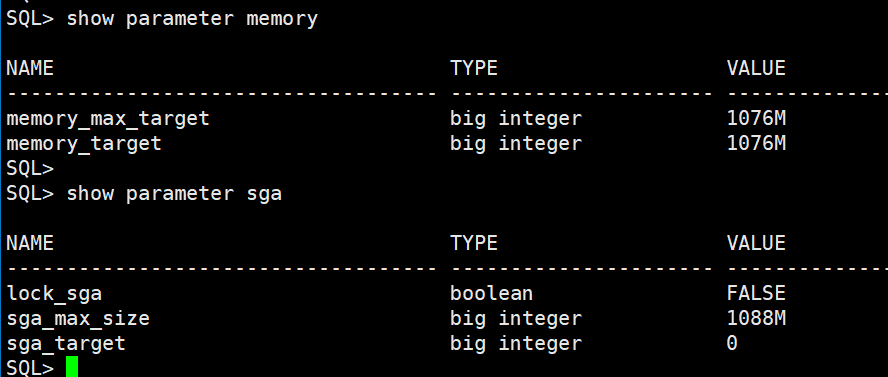 SQL> show parameter memory
NAME TYPE VALUE
------------------------------------ ---------------------- --------------
memory_max_target big integer 1076M
memory_target big integer 1076M
SQL>
SQL> show parameter sga
NAME TYPE VALUE
------------------------------------ ---------------------- --------------
lock_sga boolean FALSE
sga_max_size big integer 1088M
sga_target big integer 0
SQL>